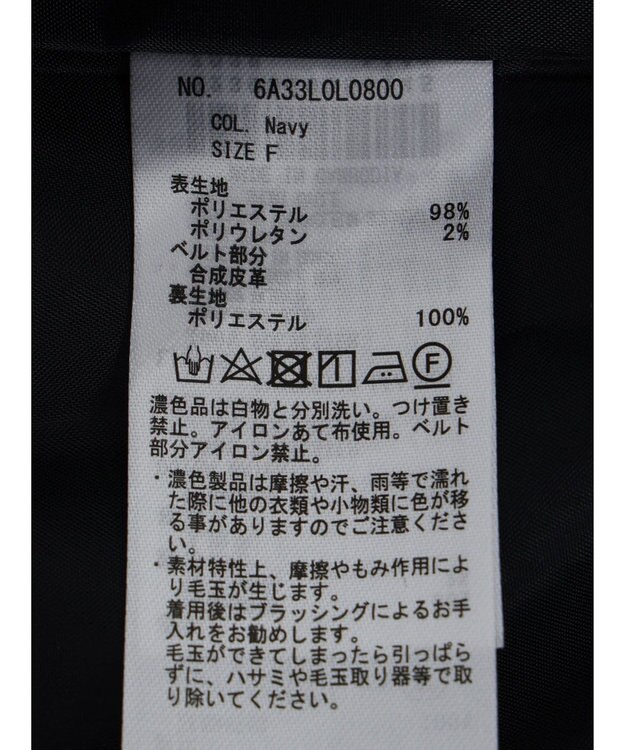 NO. 6A33L0L0800
COL. Navy
SIZE F
表生地
ポリエステル 98%
ポリウレタン 2%
ベルト部分
合成皮革
裏生地
ポリエステル 100%
F
濃色品は白物と分別洗い。つけ置き
禁止。アイロンあて布使用。ベルト
部分アイロン禁止。
・濃色製品は摩擦や汗、雨等で濡れ
た際に他の衣類や小物類に色が移
る事がありますのでご注意くださ
い。
・素材特性上、摩擦やもみ作用によ
り毛玉が生じます。
着用後はブラッシングによるお手
入れをお勧めします。
毛玉ができてしまったら引っぱら
ずに、ハサミや毛玉取り器等で取
り除いてください。